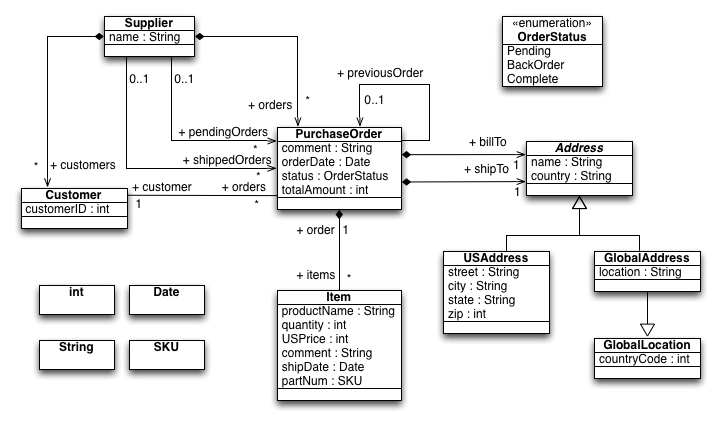 Supplier
name : String
0..1
0..1
+ orders
*
+ pendingOrders
*
+ shippedOrders
*
* + customers
Customer
customerID : int
+ customer
1
+ orders
*
+ previousOrder
0..1
PurchaseOrder
comment : String
orderDate : Date
status : OrderStatus
totalAmount : int
«enumeration»
OrderStatus
Pending
BackOrder
Complete
+ billTo
1
+ shipTo
1
Address
name : String
country : String
+ order 1
+ items *
Item
productName : String
quantity : int
USPrice : int
comment : String
shipDate : Date
partNum : SKU
USAddress
street : String
city : String
state : String
zip : int
GlobalAddress
location : String
GlobalLocation
countryCode : int
int
Date
String
SKU